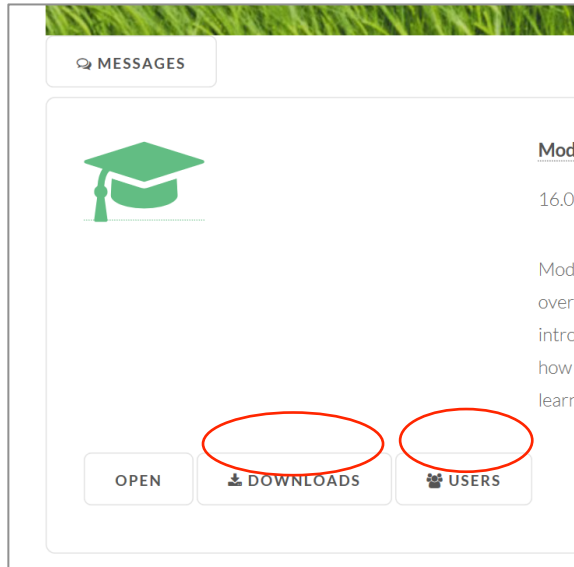 MESSAGES
Mod
16.0
Mod
over
intro
how
learn
OPEN DOWNLOADS USERS